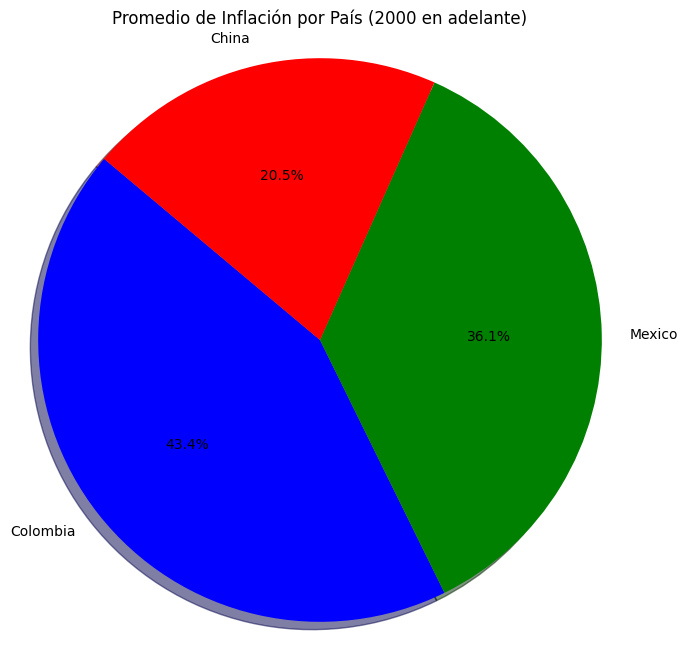 Promedio de Inflación por País (2000 en adelante)
China
20.5%
36.1%
Mexico
43.4%
Colombia